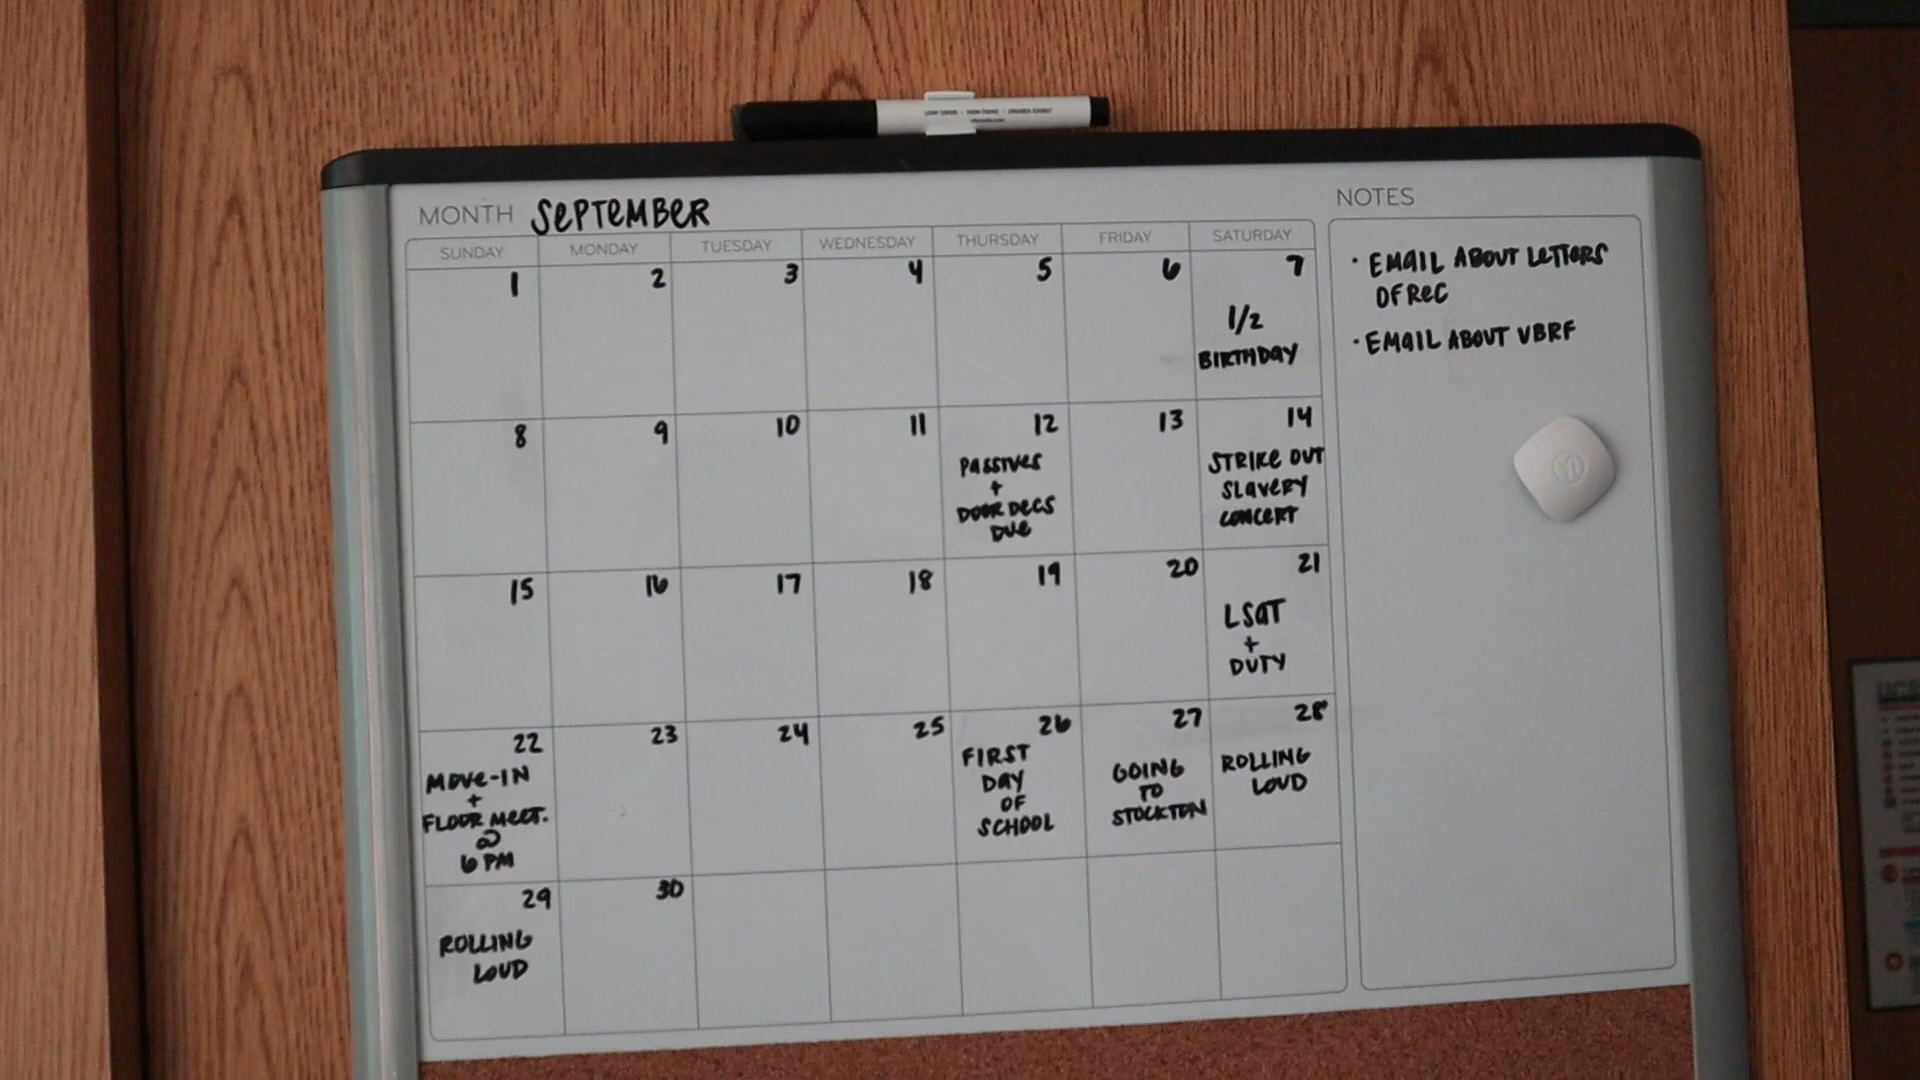 MONTH SEPTEMBER
NOTES
SUNDAY MONDAY TUESDAY WEDNESDAY THURSDAY FRIDAY SATURDAY
1 2 3 4 5 6 7
1/2
BIRTHDAY
8 9 10 11 12 13 14
PASSIVES
+
DOOR DECS
DUE
STRIKE OUT
SLAVERY
CONCERT
15 16 17 18 19 20 21
LSAT
+
DUTY
22 23 24 25 26 27 28
MOVE-IN
+
FLOOR MEET.
@
6 PM
FIRST
DAY
OF
SCHOOL
GOING
TO
STOCKTON
ROLLING
LOUD
29 30
ROLLING
LOUD
· EMAIL ABOUT LETTERS
OF REC
· EMAIL ABOUT VBRF